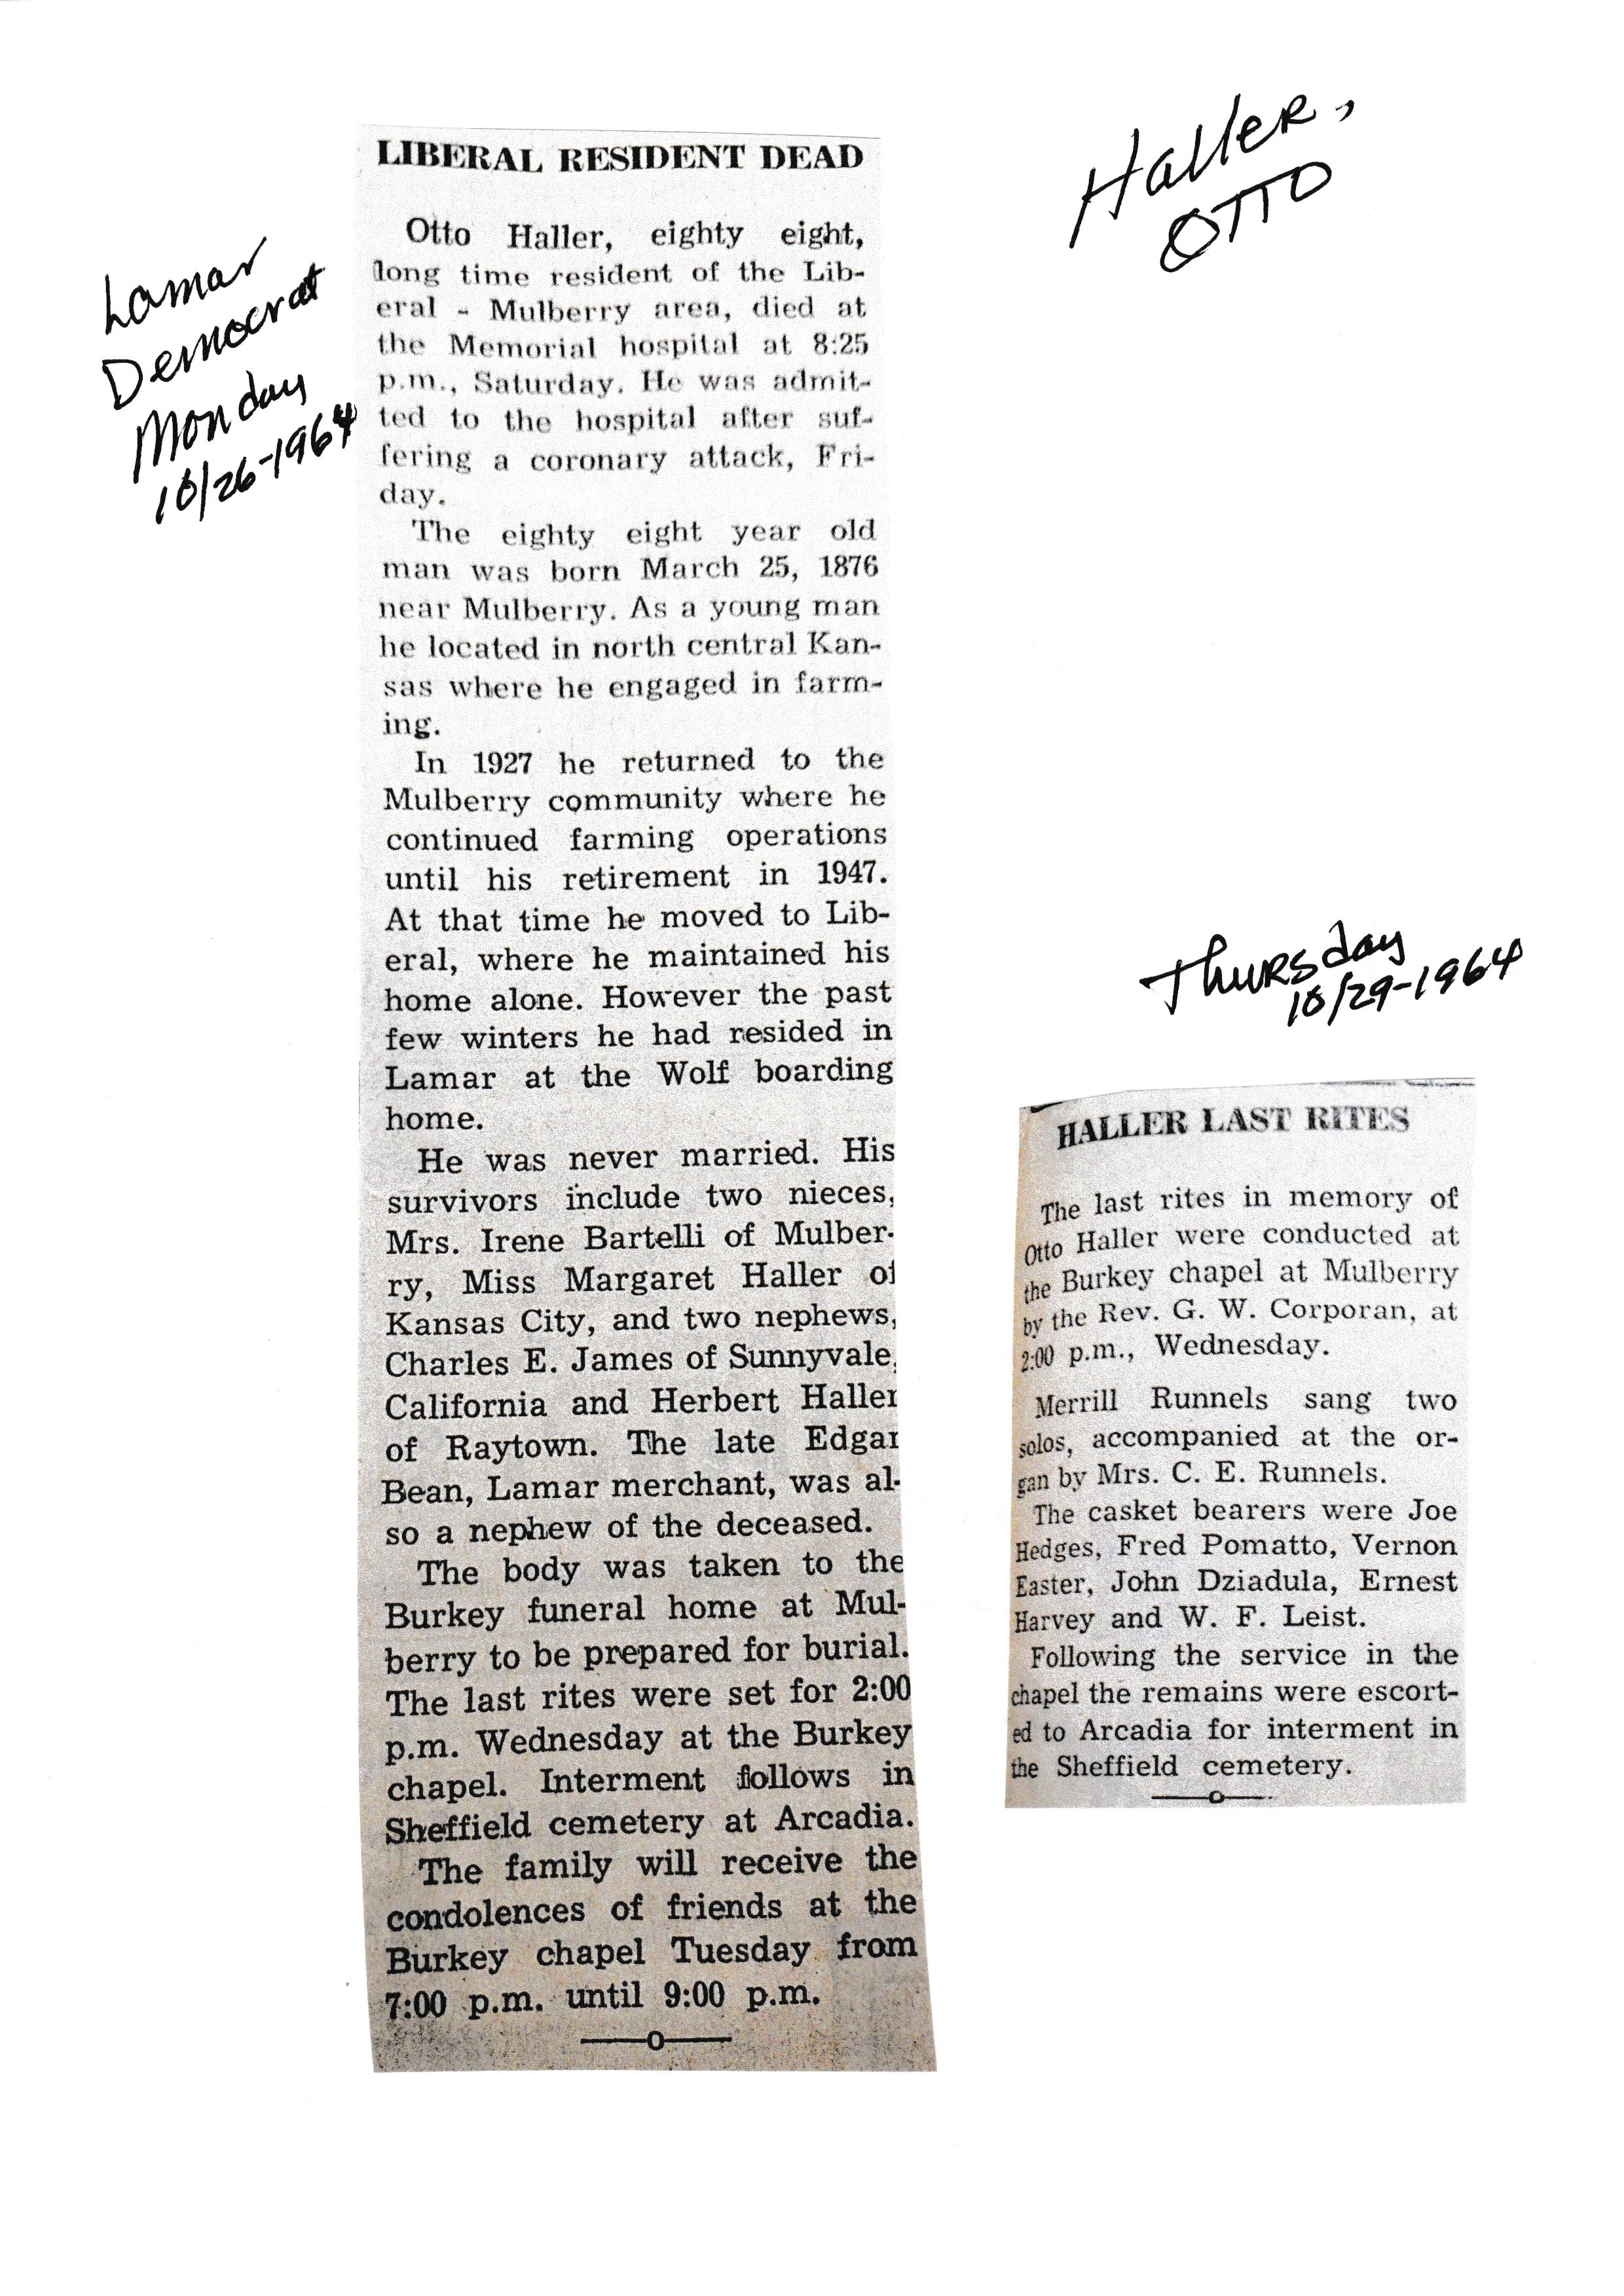 Haller,
OTTO
Lamar
Democrat
Monday
10/26-1964
LIBERAL RESIDENT DEAD
Otto Haller, eighty eight,
long time resident of the Lib-
eral - Mulberry area, died at
the Memorial hospital at 8:25
p.m., Saturday. He was admit-
ted to the hospital after suf-
fering a coronary attack, Fri-
day.
The eighty eight year old
man was born March 25, 1876
near Mulberry. As a young man
he located in north central Kan-
sas where he engaged in farm-
ing.
In 1927 he returned to the
Mulberry community where he
continued farming operations
until his retirement in 1947.
At that time he moved to Lib-
eral, where he maintained his
home alone. However the past
few winters he had resided in
Lamar at the Wolf boarding
home.
He was never married. His
survivors include two nieces,
Mrs. Irene Bartelli of Mulber-
ry, Miss Margaret Haller of
Kansas City, and two nephews,
Charles E. James of Sunnyvale,
California and Herbert Haller
of Raytown. The late Edgar
Bean, Lamar merchant, was al-
so a nephew of the deceased.
The body was taken to the
Burkey funeral home at Mul-
berry to be prepared for burial.
The last rites were set for 2:00
p.m. Wednesday at the Burkey
chapel. Interment follows in
Sheffield cemetery at Arcadia.
The family will receive the
condolences of friends at the
Burkey chapel Tuesday from
7:00 p.m. until 9:00 p.m.
Thursday
10/29-1964
HALLER LAST RITES
The last rites in memory of
Otto Haller were conducted at
the Burkey chapel at Mulberry
by the Rev. G. W. Corporan, at
2:00 p.m., Wednesday.
Merrill Runnels sang two
solos, accompanied at the or-
gan by Mrs. C. E. Runnels.
The casket bearers were Joe
Hedges, Fred Pomatto, Vernon
Easter, John Dziadula, Ernest
Harvey and W. F. Leist.
Following the service in the
chapel the remains were escort-
ed to Arcadia for interment in
the Sheffield cemetery.